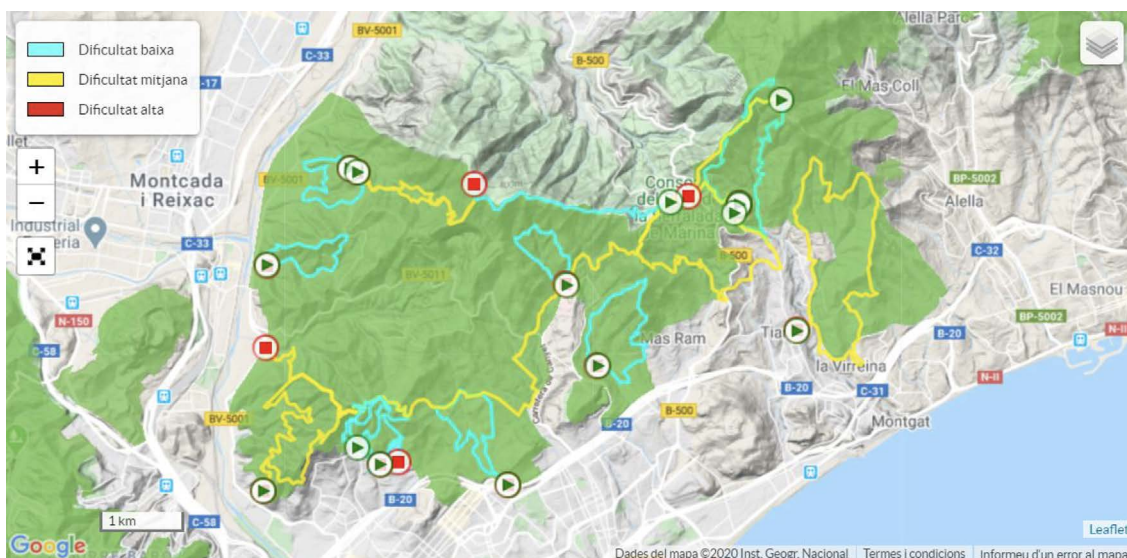 Dificultat baixa
Dificultat mitjana
Dificultat alta
+
−
BV-5001
C-33
C-17
B-500
Alella Parc
El Mas Coll
BP-5002
Montcada
i Reixac
BV-5001
Industrial
C-33
N-150
C-58
BV-5011
B-500
Alella
C-32
El Masnou
BP-5002
N-II
Mas Ram
la Virreina
B-20
N-II
C-31
B-500
B-20
Montgat
BV-5001
B-20
C-58
1 km
Google
Leaflet
Dades del mapa ©2020 Inst. Geogr. Nacional
Termes i condicions
Informeu d'un error al mapa